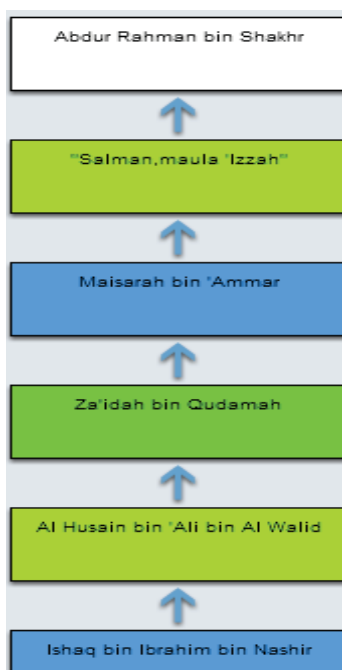 Abdur Rahman bin Shakhr
"'Salman,maula 'Izzah'"
Maisarah bin 'Ammar
Za'idah bin Qudamah
Al Husain bin 'Ali bin Al Walid
Ishaq bin Ibrahim bin Nashir